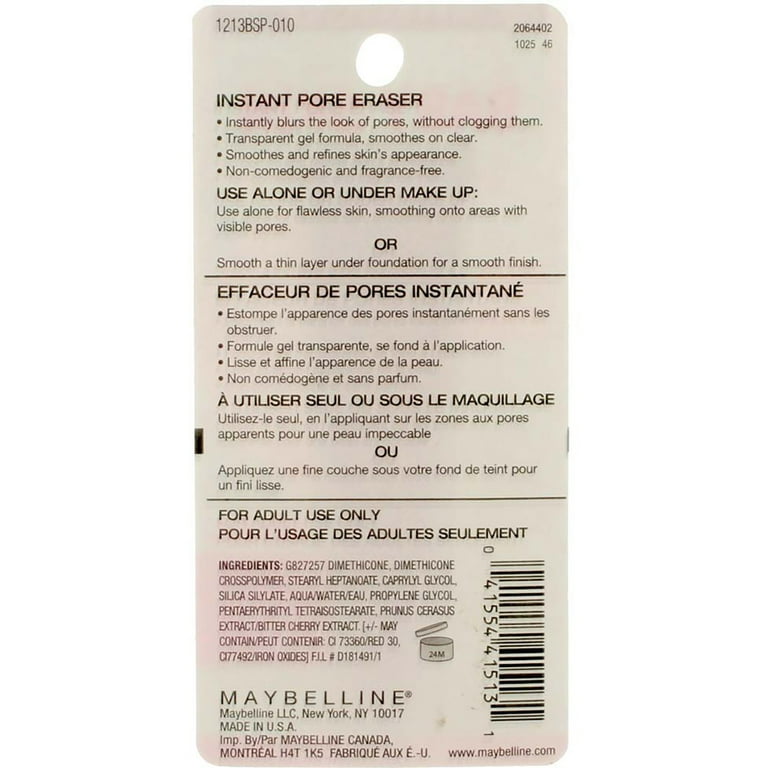 1213BSP-010
2064402
1025 46
INSTANT PORE ERASER
• Instantly blurs the look of pores, without clogging them.
• Transparent gel formula, smoothes on clear.
• Smoothes and refines skin's appearance.
• Non-comedogenic and fragrance-free.
USE ALONE OR UNDER MAKE UP:
Use alone for flawless skin, smoothing onto areas with
visible pores.
OR
Smooth a thin layer under foundation for a smooth finish.
EFFACEUR DE PORES INSTANTANÉ
• Estompe l'apparence des pores instantanément sans les
obstruer.
• Formule gel transparente, se fond à l'application.
• Lisse et affine l'apparence de la peau.
• Non comédogène et sans parfum.
À UTILISER SEUL OU SOUS LE MAQUILLAGE
Utilisez-le seul, en l'appliquant sur les zones aux pores
apparents pour une peau impeccable
OU
Appliquez une fine couche sous votre fond de teint pour
un fini lisse.
FOR ADULT USE ONLY
POUR L'USAGE DES ADULTES SEULEMENT
INGREDIENTS: G827257 DIMETHICONE, DIMETHICONE
CROSSPOLYMER, STEARYL HEPTANOATE, CAPRYLYL GLYCOL,
SILICA SILYLATE, AQUA/WATER/EAU, PROPYLENE GLYCOL,
PENTAERYTHRITYL TETRAISOSTEARATE, PRUNUS CERASUS
EXTRACT/BITTER CHERRY EXTRACT. [+/- MAY
CONTAIN/PEUT CONTENIR: CI 73360/RED 30,
CI77492/IRON OXIDES] F.I.L # D181491/1
24M
0 41554 41513 1
MAYBELLINE®
Maybelline LLC, New York, NY 10017
MADE IN U.S.A.
Imp. By/Par MAYBELLINE CANADA,
MONTRÉAL H4T 1K5 FABRIQUÉ AUX É.-U. www.maybelline.com